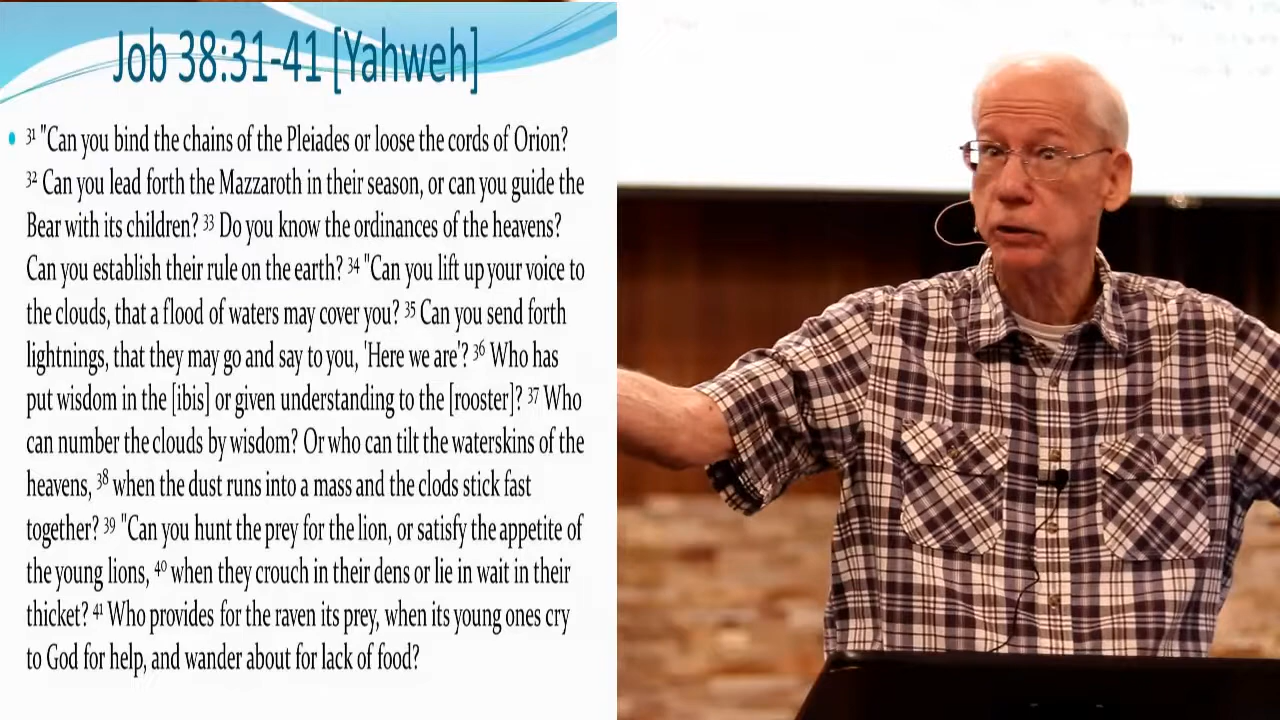 Job 38:31-41 [Yahweh]
• ³¹ "Can you bind the chains of the Pleiades or loose the cords of Orion?
³² Can you lead forth the Mazzaroth in their season, or can you guide the
Bear with its children? ³³ Do you know the ordinances of the heavens?
Can you establish their rule on the earth? ³⁴ "Can you lift up your voice to
the clouds, that a flood of waters may cover you? ³⁵ Can you send forth
lightnings, that they may go and say to you, 'Here we are'? ³⁶ Who has
put wisdom in the [ibis] or given understanding to the [rooster]? ³⁷ Who
can number the clouds by wisdom? Or who can tilt the waterskins of the
heavens, ³⁸ when the dust runs into a mass and the clods stick fast
together? ³⁹ "Can you hunt the prey for the lion, or satisfy the appetite of
the young lions, ⁴⁰ when they crouch in their dens or lie in wait in their
thicket? ⁴¹ Who provides for the raven its prey, when its young ones cry
to God for help, and wander about for lack of food?